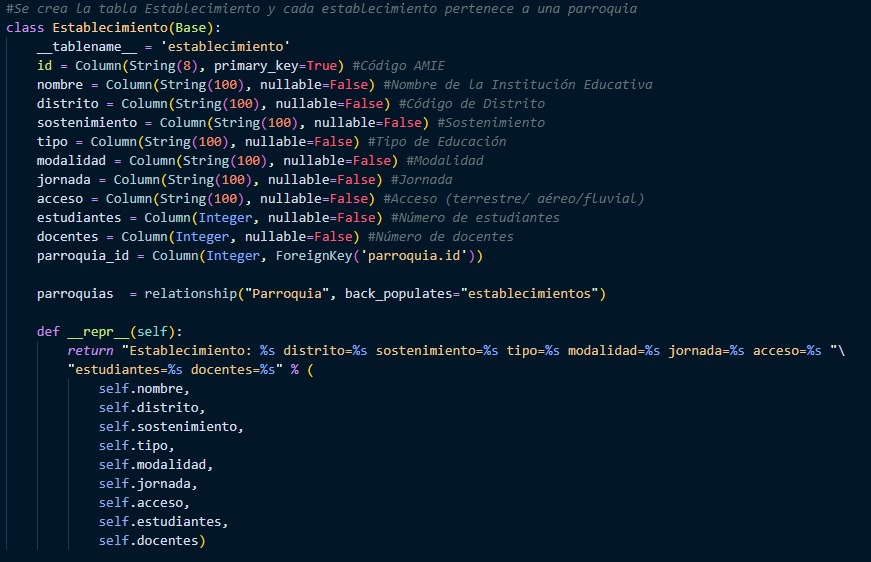 #Se crea la tabla Establecimiento y cada establecimiento pertenece a una parroquia
class Establecimiento(Base):
    __tablename__ = 'establecimiento'
    id = Column(String(8), primary_key=True) #Código AMIE
    nombre = Column(String(100), nullable=False) #Nombre de la Institución Educativa
    distrito = Column(String(100), nullable=False) #Código de Distrito
    sostenimiento = Column(String(100), nullable=False) #Sostenimiento
    tipo = Column(String(100), nullable=False) #Tipo de Educación
    modalidad = Column(String(100), nullable=False) #Modalidad
    jornada = Column(String(100), nullable=False) #Jornada
    acceso = Column(String(100), nullable=False) #Acceso (terrestre/ aéreo/fluvial)
    estudiantes = Column(Integer, nullable=False) #Número de estudiantes
    docentes = Column(Integer, nullable=False) #Número de docentes
    parroquia_id = Column(Integer, ForeignKey('parroquia.id'))

    parroquias  = relationship("Parroquia", back_populates="establecimientos")

    def __repr__(self):
        return "Establecimiento: %s distrito=%s sostenimiento=%s tipo=%s modalidad=%s jornada=%s acceso=%s "\
        "estudiantes=%s docentes=%s" % (
            self.nombre,
            self.distrito,
            self.sostenimiento,
            self.tipo,
            self.modalidad,
            self.jornada,
            self.acceso,
            self.estudiantes,
            self.docentes)